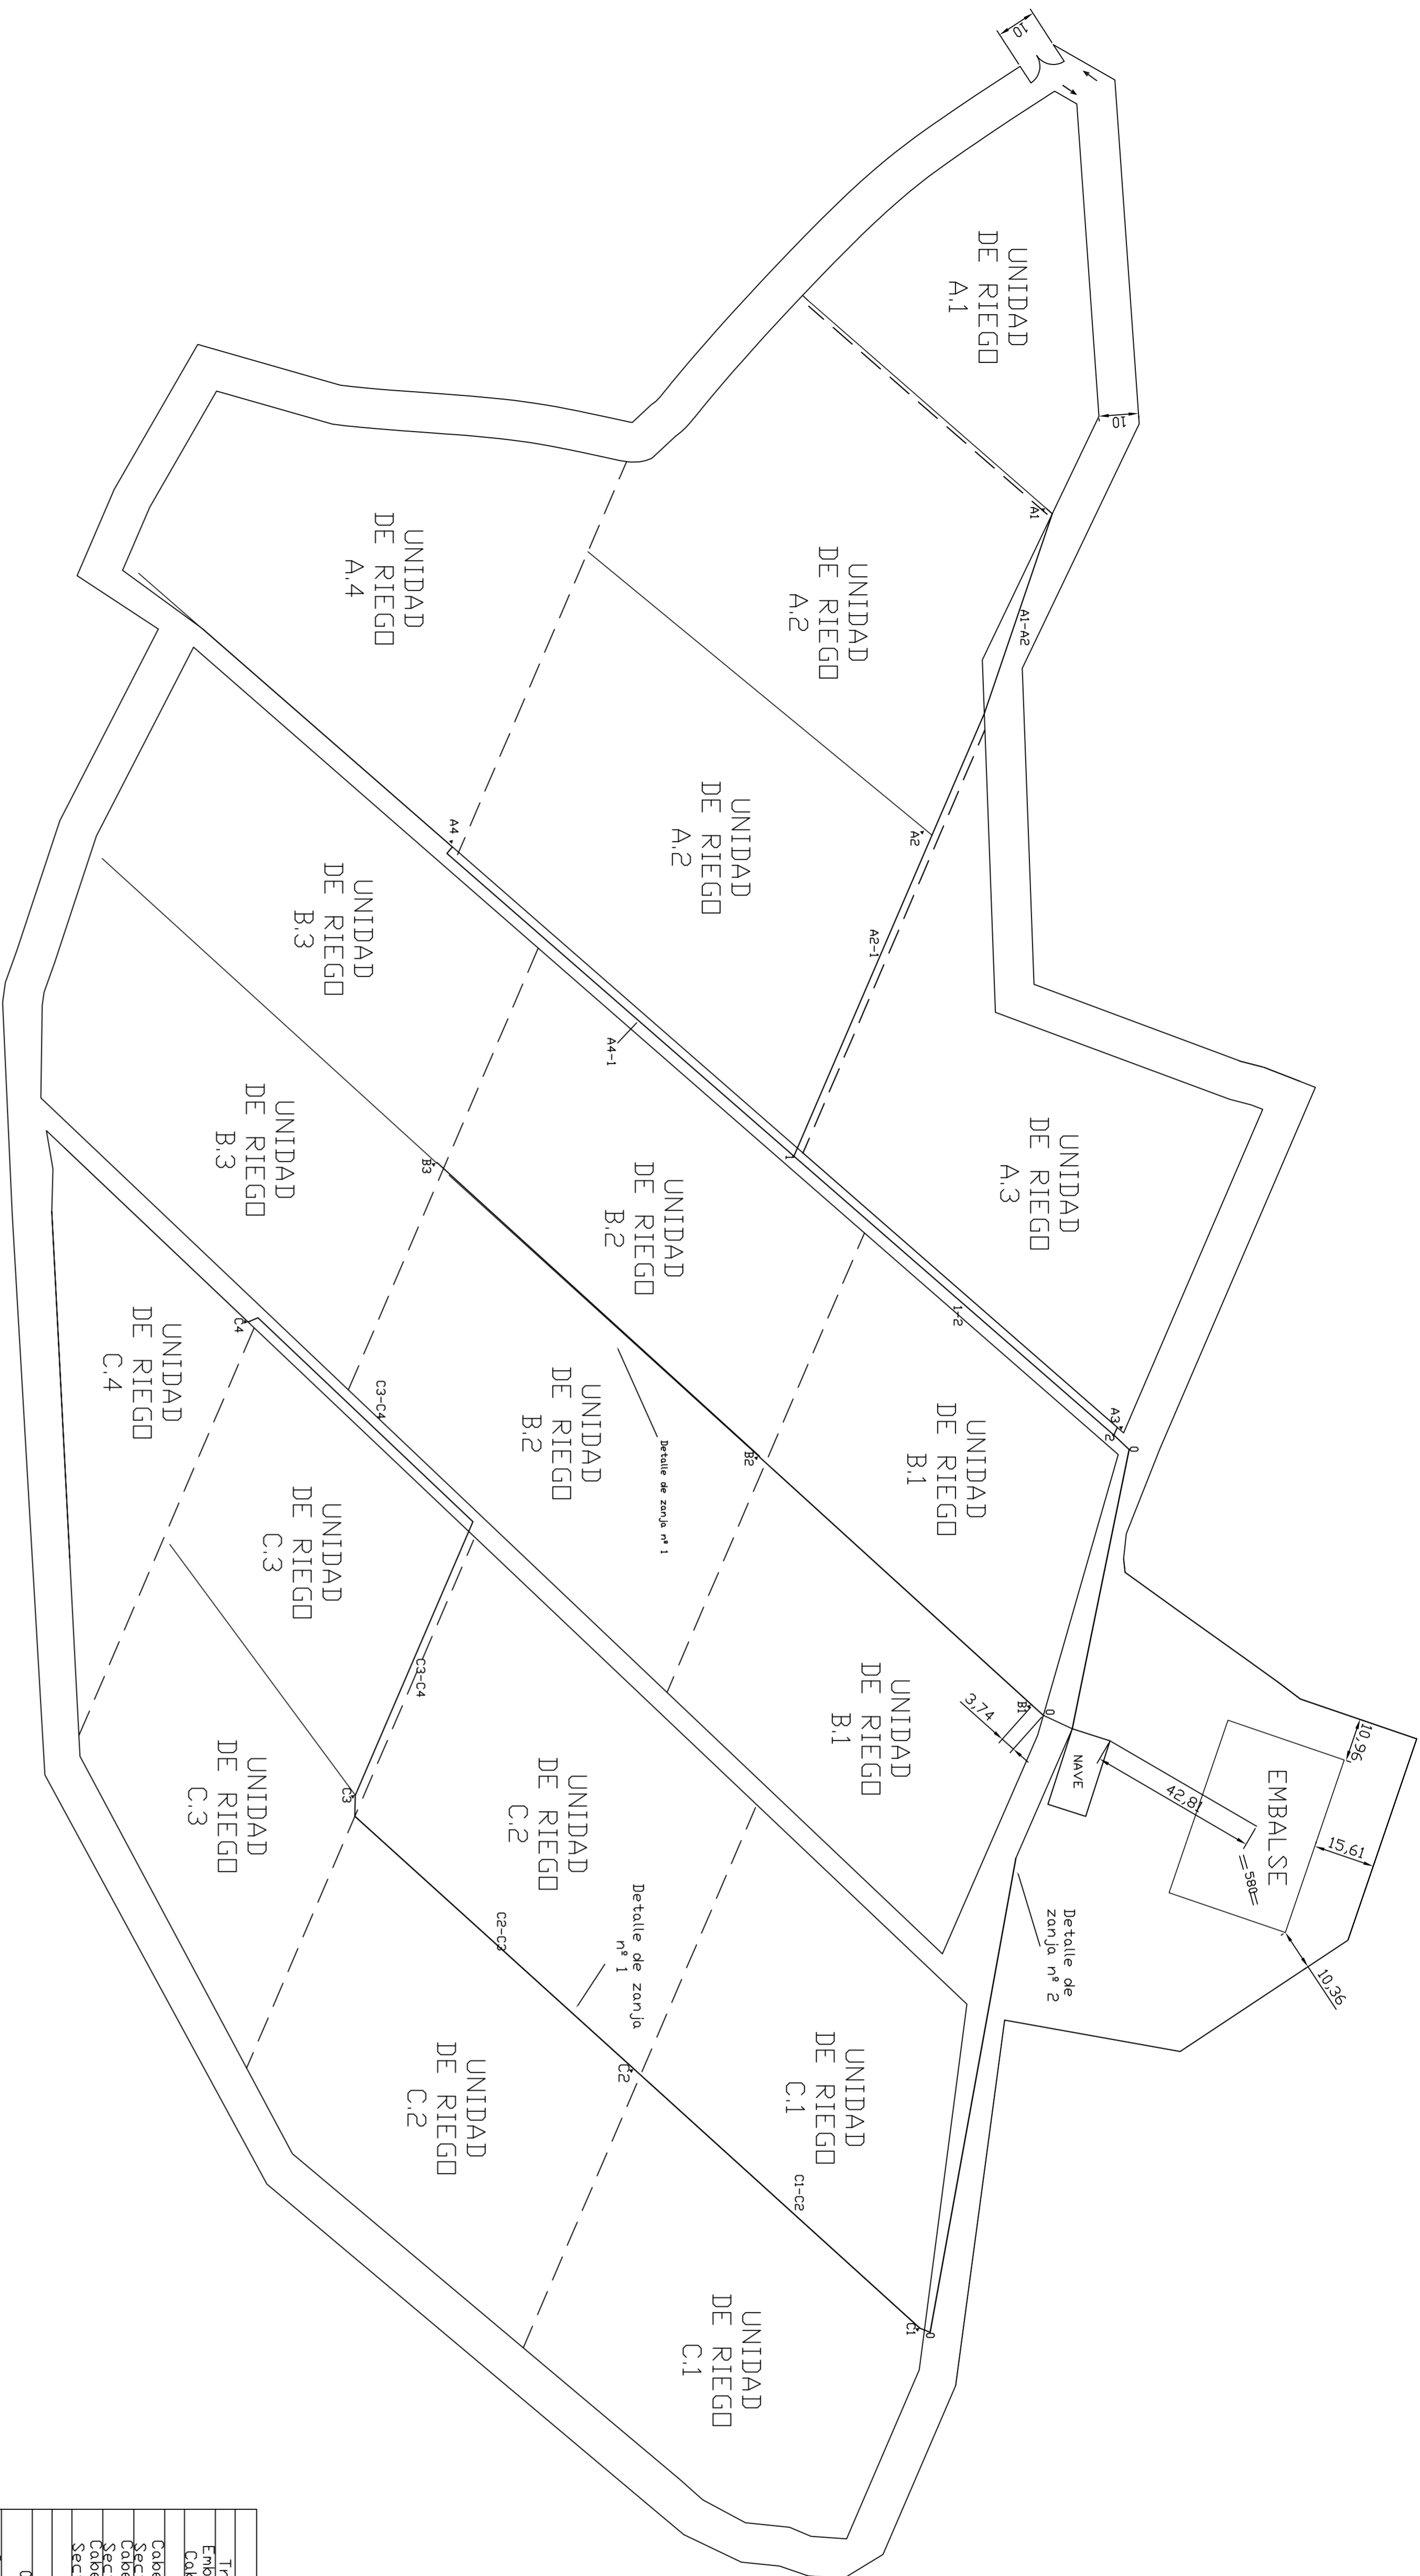 10
UNIDAD
DE RIEGO
A.1
10
A1
A1-A2
UNIDAD
DE RIEGO
A.2
UNIDAD
DE RIEGO
A.4
UNIDAD
DE RIEGO
A.2
A2
A2-1
A4
A4-1
1
UNIDAD
DE RIEGO
A.3
1-2
A3
2
0
UNIDAD
DE RIEGO
B.3
UNIDAD
DE RIEGO
B.3
B3
UNIDAD
DE RIEGO
B.2
UNIDAD
DE RIEGO
B.2
Detalle de zanja nº 1
B2
UNIDAD
DE RIEGO
B.1
UNIDAD
DE RIEGO
B.1
B1
0
3,74
NAVE
42,81
EMBALSE
10,96
15,61
580
10,36
Detalle de
zanja nº 2
C4
C3-C4
UNIDAD
DE RIEGO
C.4
UNIDAD
DE RIEGO
C.3
C3-C4
UNIDAD
DE RIEGO
C.3
C3
UNIDAD
DE RIEGO
C.2
C2-C3
Detalle de zanja
nº 1
C2
UNIDAD
DE RIEGO
C.2
UNIDAD
DE RIEGO
C.1
C1-C2
C1
0
UNIDAD
DE RIEGO
C.1